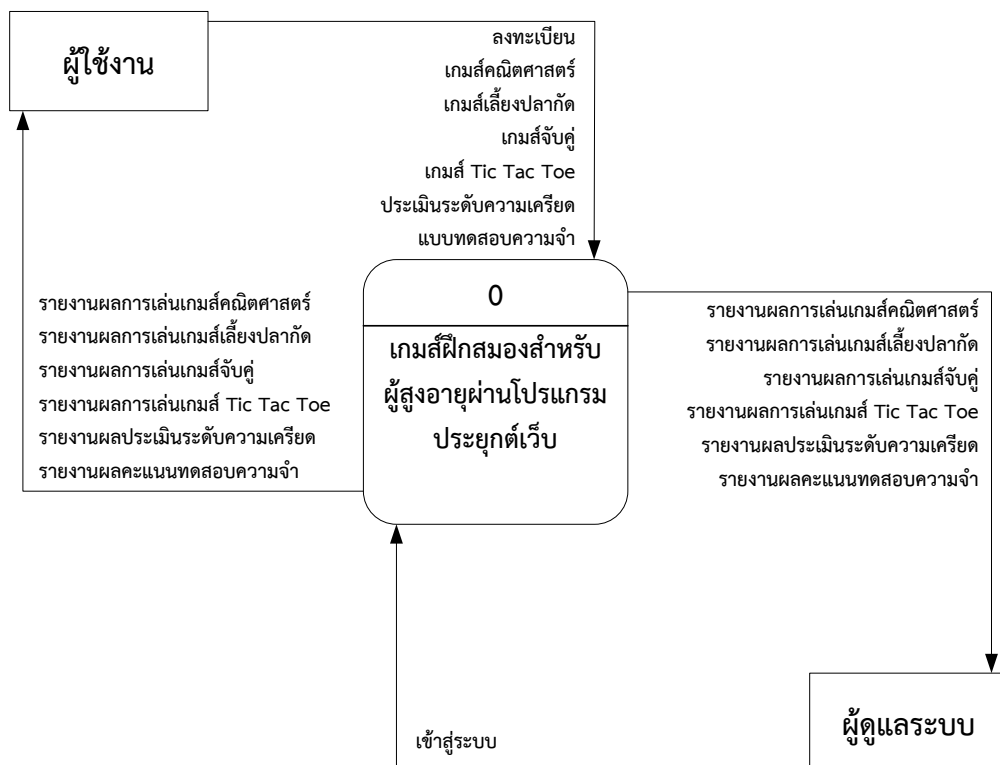 ผู้ใช้งาน
ลงทะเบียน
เกมส์คณิตศาสตร์
เกมส์เลี้ยงปลากัด
เกมส์จับคู่
เกมส์ Tic Tac Toe
ประเมินระดับความเครียด
แบบทดสอบความจำ
0
เกมส์ฝึกสมองสำหรับ
ผู้สูงอายุผ่านโปรแกรม
ประยุกต์เว็บ
รายงานผลการเล่นเกมส์คณิตศาสตร์
รายงานผลการเล่นเกมส์เลี้ยงปลากัด
รายงานผลการเล่นเกมส์จับคู่
รายงานผลการเล่นเกมส์ Tic Tac Toe
รายงานผลประเมินระดับความเครียด
รายงานผลคะแนนทดสอบความจำ
รายงานผลการเล่นเกมส์คณิตศาสตร์
รายงานผลการเล่นเกมส์เลี้ยงปลากัด
รายงานผลการเล่นเกมส์จับคู่
รายงานผลการเล่นเกมส์ Tic Tac Toe
รายงานผลประเมินระดับความเครียด
รายงานผลคะแนนทดสอบความจำ
เข้าสู่ระบบ
ผู้ดูแลระบบ